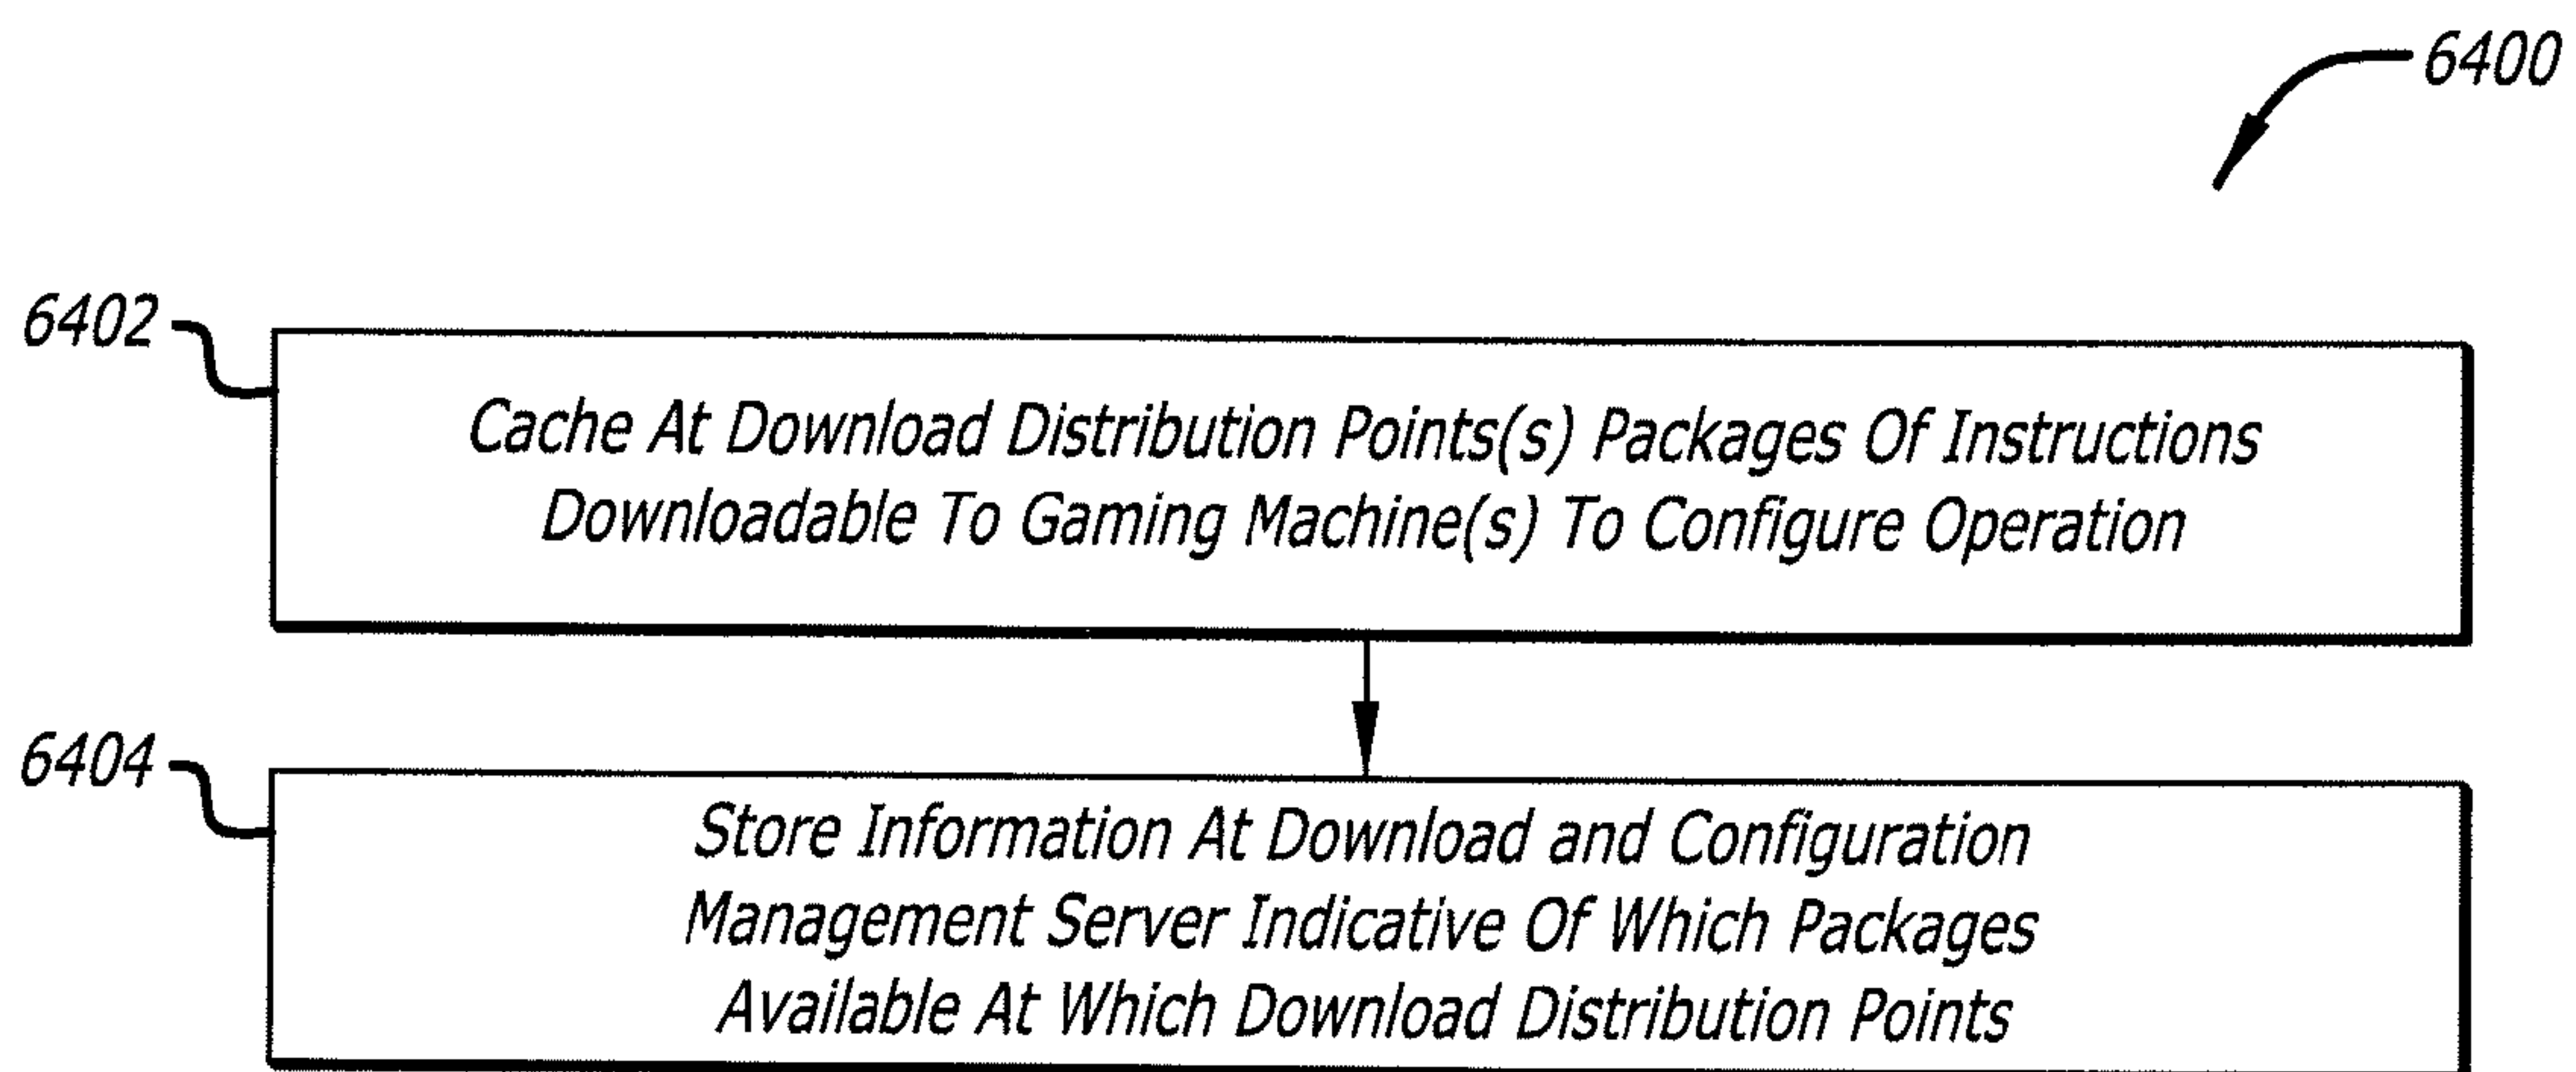 6400
6402
Cache At Download Distribution Points(s) Packages Of Instructions
Downloadable To Gaming Machine(s) To Configure Operation
6404
Store Information At Download and Configuration
Management Server Indicative Of Which Packages
Available At Which Download Distribution Points